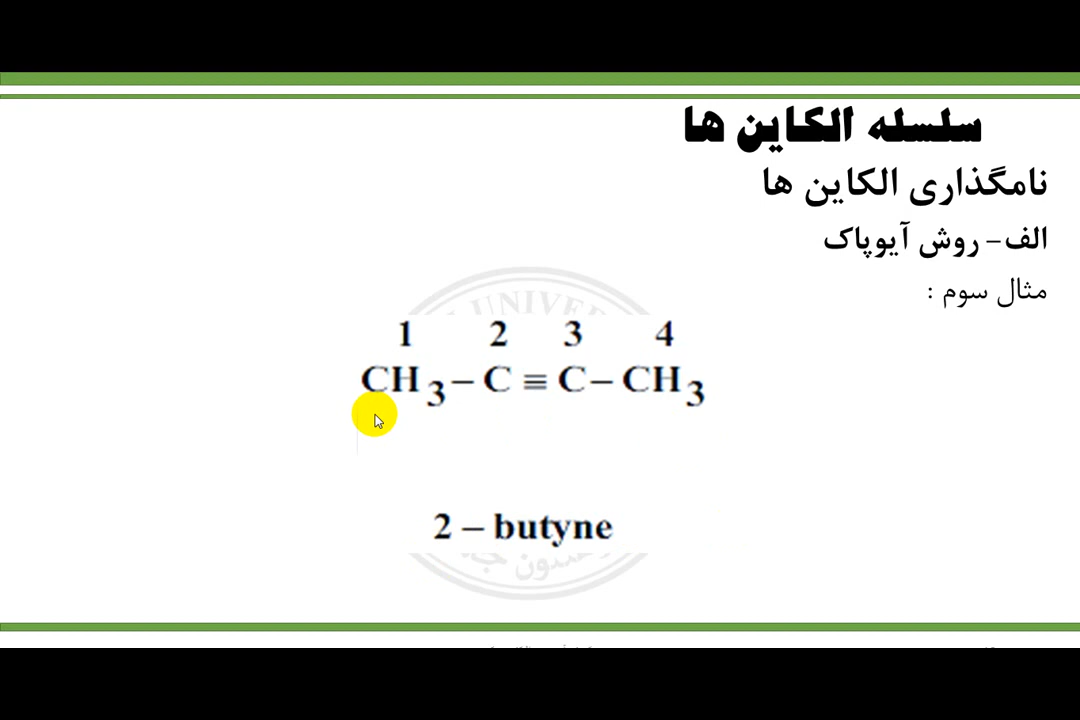 سلسله الکاین ها
نامگذاری الکاین ها
الف- روش آیوپاک
مثال سوم :
UNIVER
1 2 3 4
CH3 – C ≡ C – CH3
2 – butyne